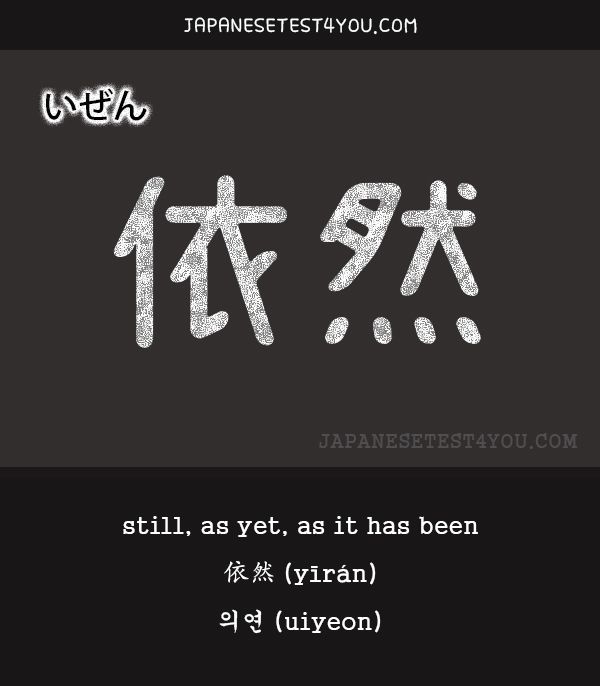 JAPANESETEST4YOU.COM
いぜん
依然
JAPANESETEST4YOU.COM
still, as yet, as it has been
依然 (yīrán)
의연 (uiyeon)